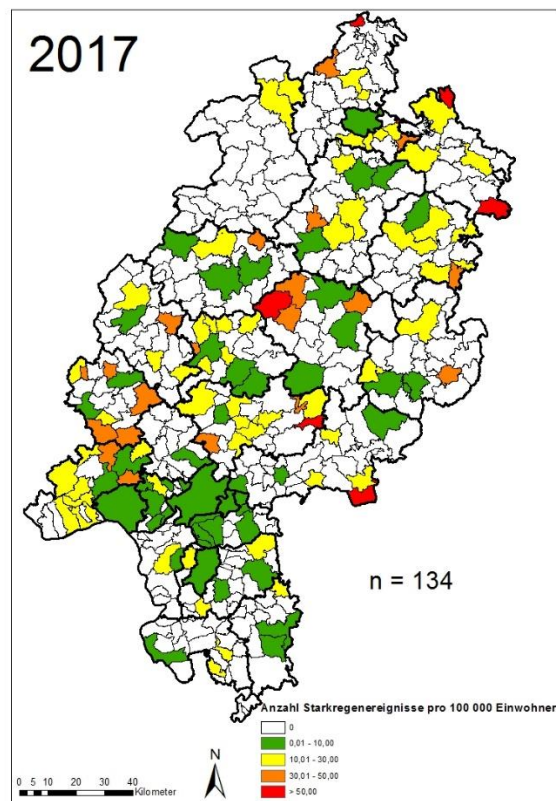 2017
n = 134
Anzahl Starkregenereignisse pro 100 000 Einwohner
0
0,01 - 10,00
10,01 - 30,00
30,01 - 50,00
> 50,00
N
0 5 10 20 30 40
Kilometer